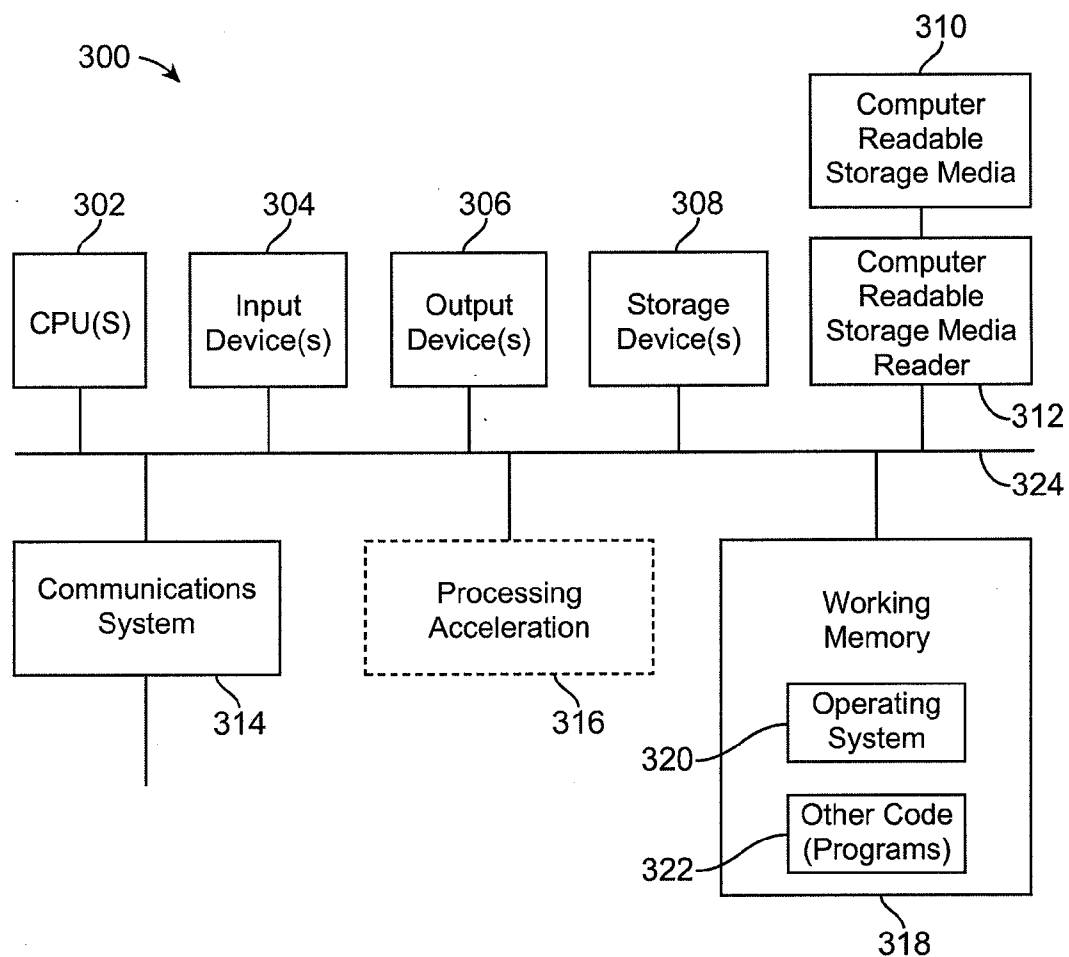 300
310
Computer
Readable
Storage Media
302
304
306
308
CPU(S)
Input
Device(s)
Output
Device(s)
Storage
Device(s)
Computer
Readable
Storage Media
Reader
312
324
Communications
System
314
Processing
Acceleration
316
Working
Memory
Operating
System
320
Other Code
(Programs)
322
318